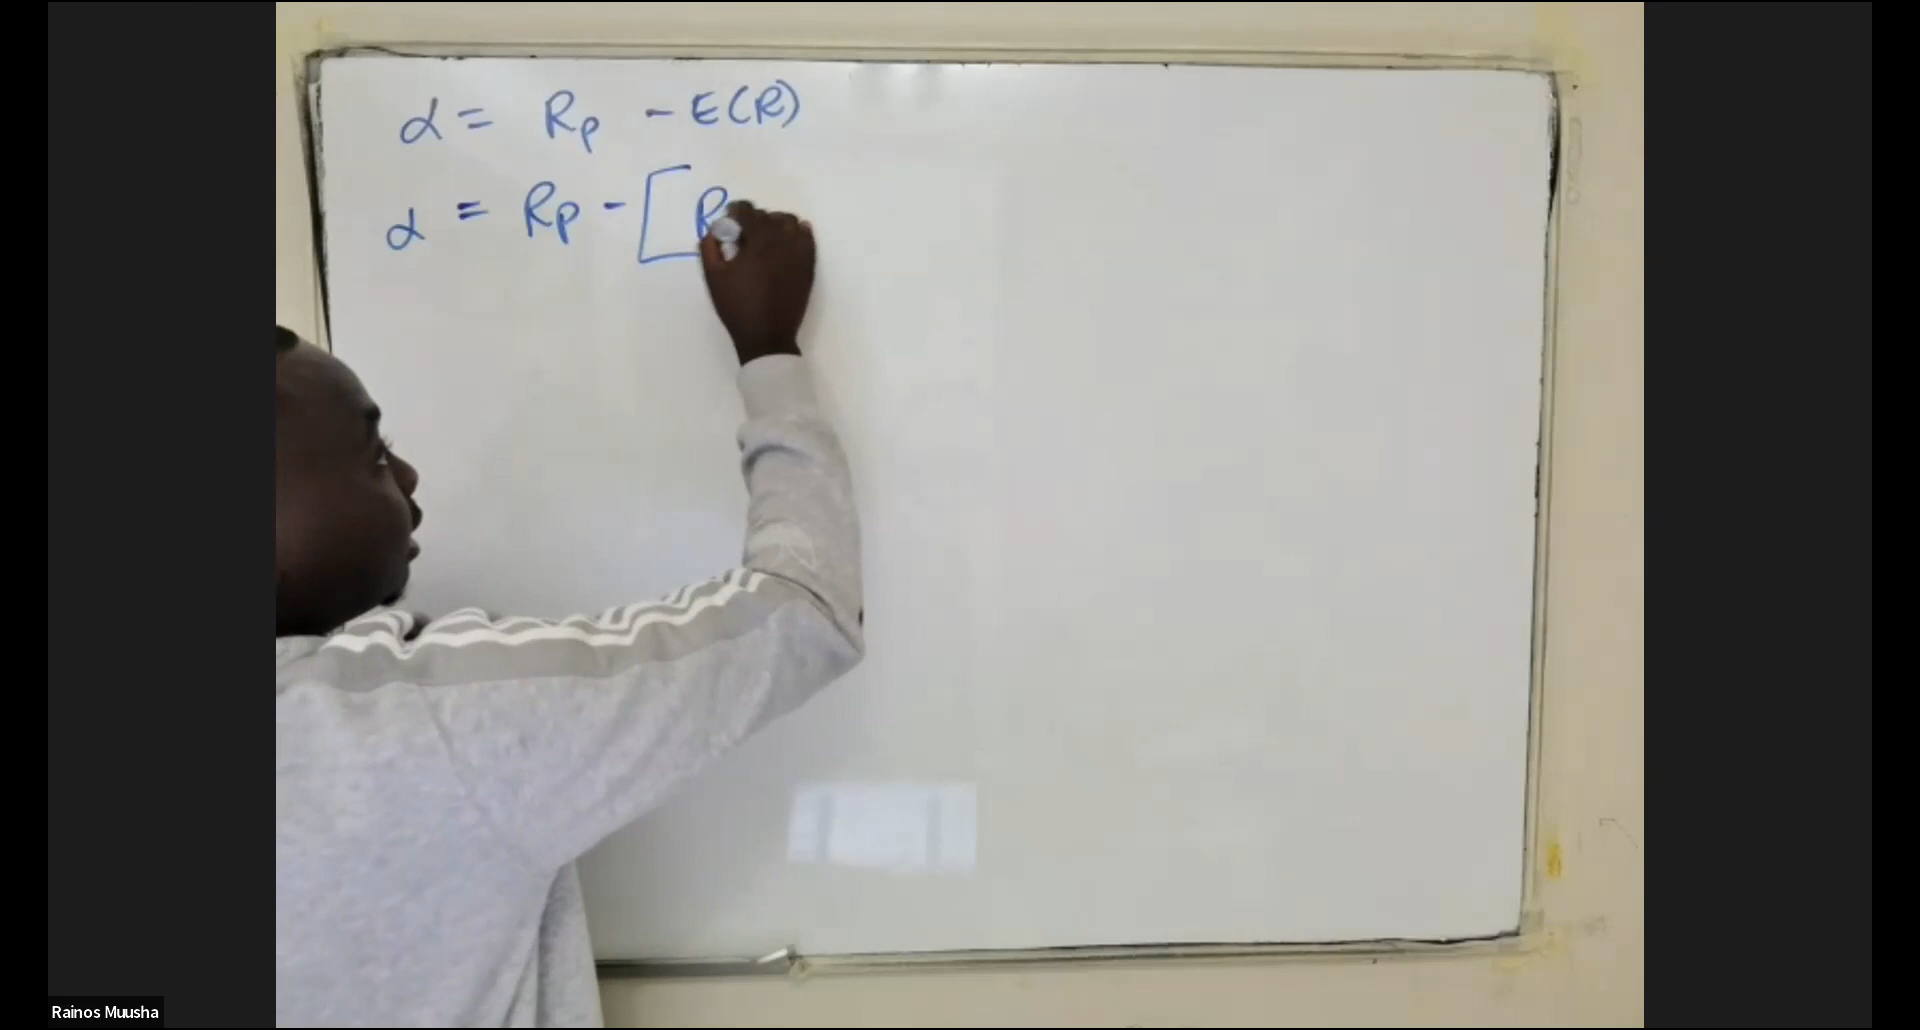 α = Rp - E(R)
α = Rp - [ R
Rainos Muusha